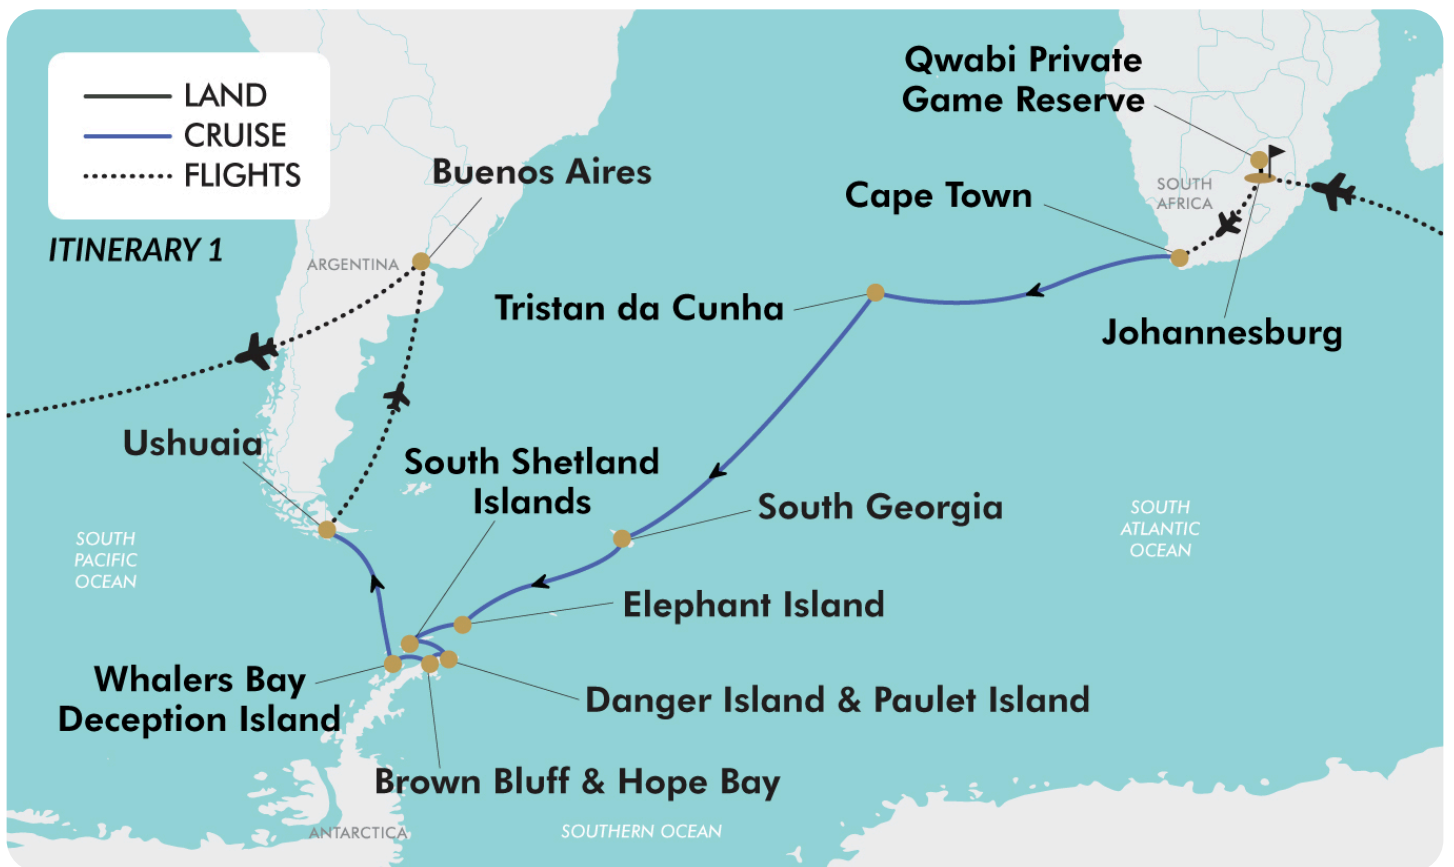 LAND
CRUISE
FLIGHTS
ITINERARY 1
Qwabi Private
Game Reserve
Buenos Aires
Cape Town
SOUTH
AFRICA
ARGENTINA
Tristan da Cunha
Johannesburg
Ushuaia
South Shetland
Islands
South Georgia
SOUTH
PACIFIC
OCEAN
SOUTH
ATLANTIC
OCEAN
Elephant Island
Whalers Bay
Deception Island
Danger Island & Paulet Island
Brown Bluff & Hope Bay
ANTARCTICA
SOUTHERN OCEAN